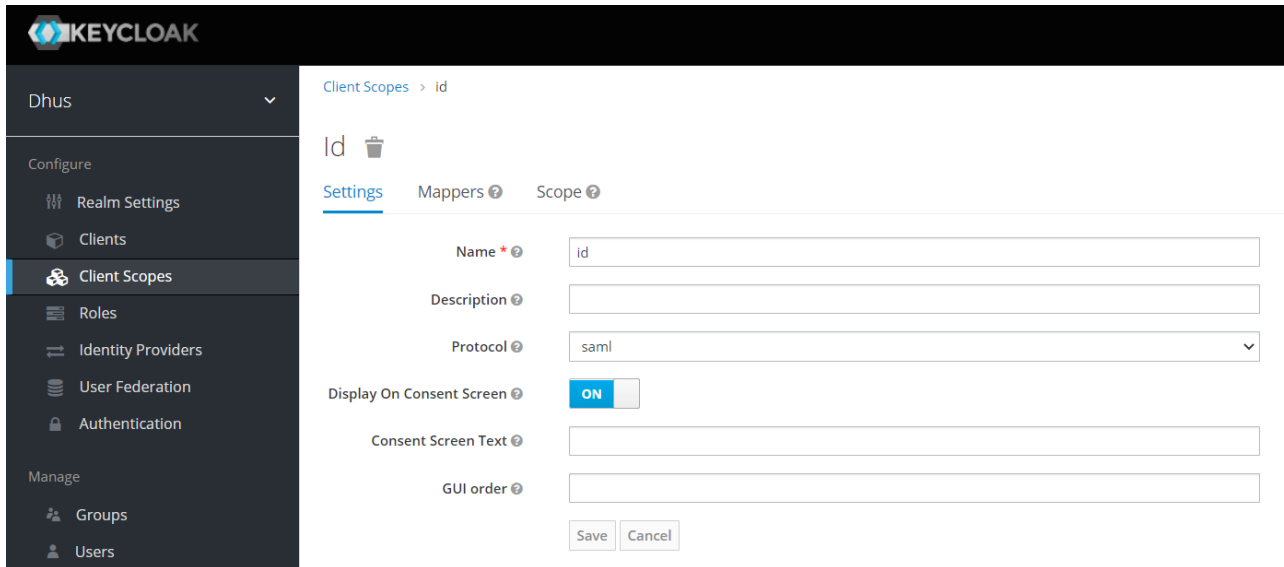 KEYCLOAK
Dhus
Configure
Realm Settings
Clients
Client Scopes
Roles
Identity Providers
User Federation
Authentication
Manage
Groups
Users
Client Scopes > id
Id
Settings Mappers ? Scope ?
Name * ? id
Description ?
Protocol ? saml
Display On Consent Screen ? ON
Consent Screen Text ?
GUI order ?
Save Cancel